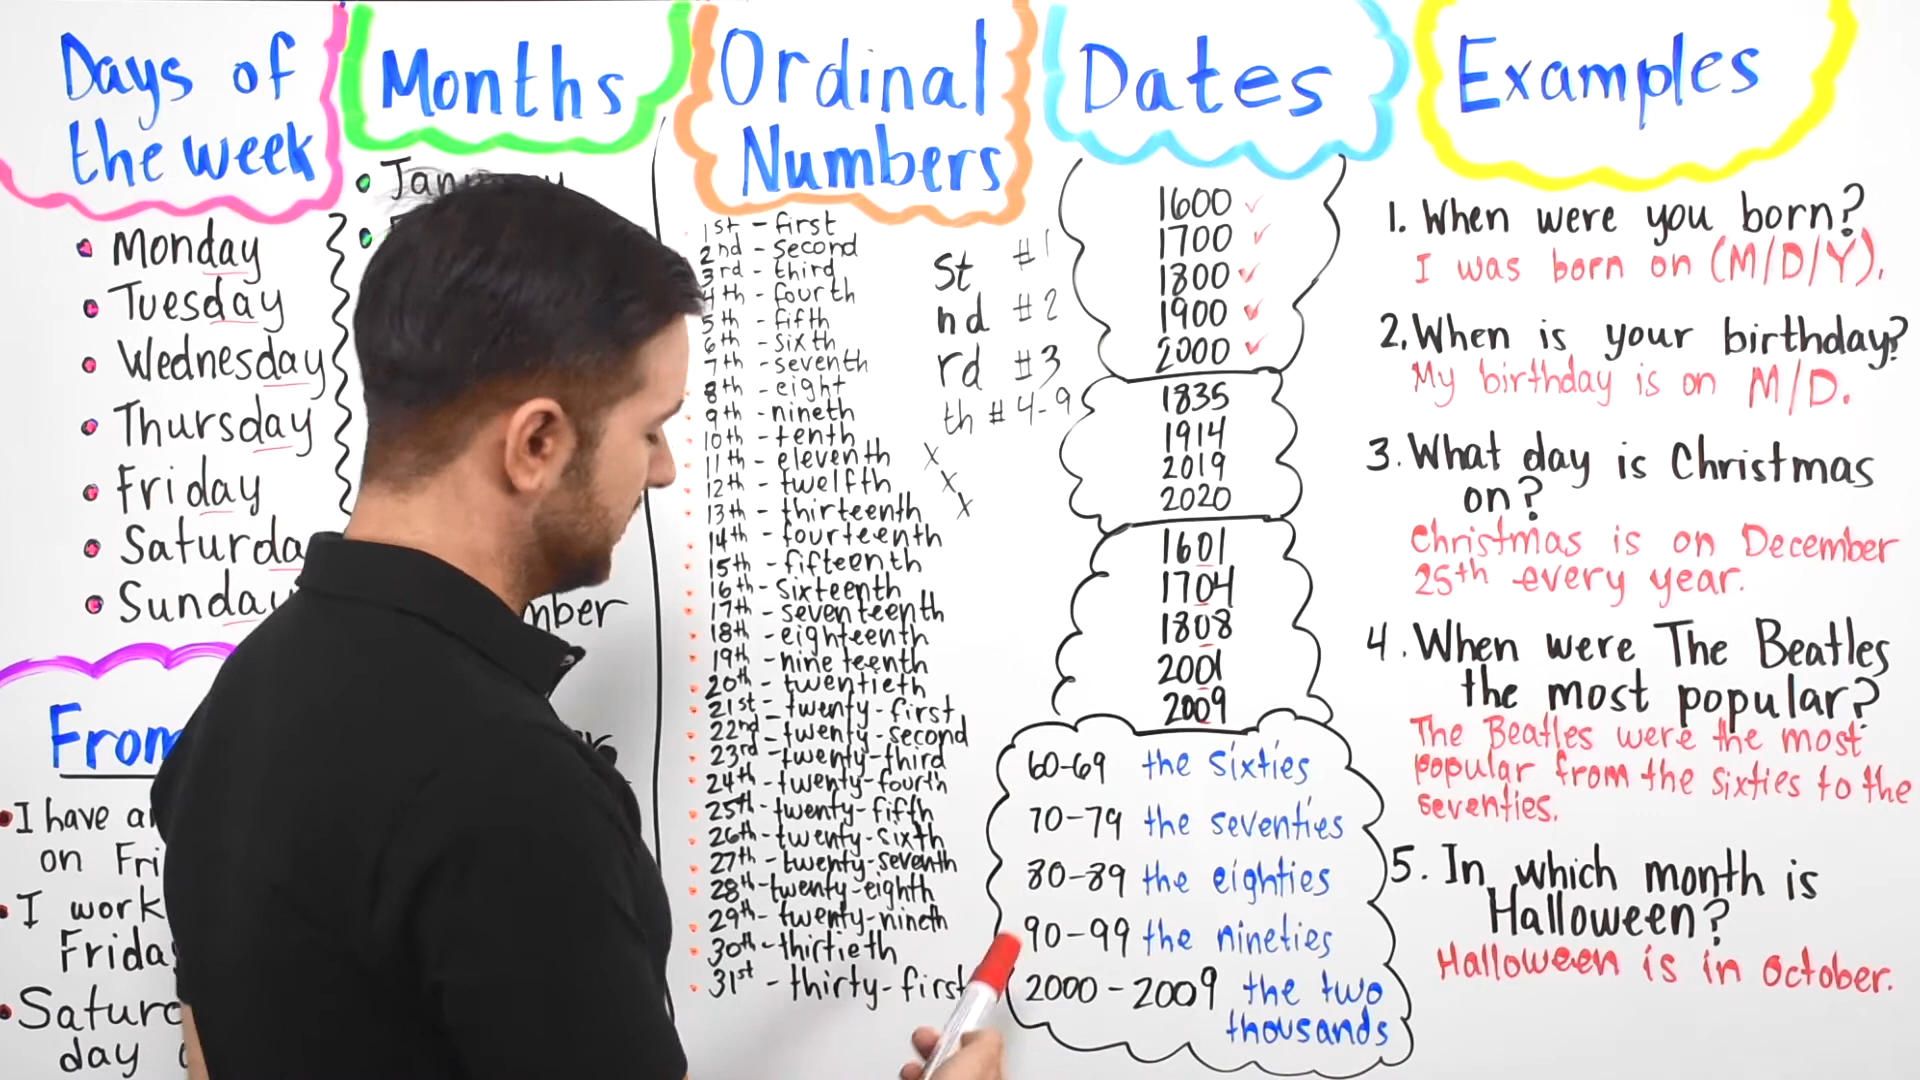 Days of
the week
Monday
Tuesday
Wednesday
Thursday
Friday
Saturda
Sunday
From
I have a
on Fri
I work
Frida
Satur
day
Months
January
mber
Ordinal
Numbers
1st - first
2nd - second
3rd - third
4th - fourth
5th - fifth
6th - sixth
7th - seventh
8th - eight
9th - nineth
10th - tenth
11th - eleventh
12th - twelfth
13th - thirteenth
14th - fourteenth
15th - fifteenth
16th - sixteenth
17th - seventeenth
18th - eighteenth
19th - nineteenth
20th - twentieth
21st - twenty-first
22nd - twenty-second
23rd - twenty-third
24th - twenty-fourth
25th - twenty-fifth
26th - twenty-sixth
27th - twenty-seventh
28th - twenty-eighth
29th - twenty-nineth
30th - thirtieth
31st - thirty-first
st #1
nd #2
rd #3
th #4-9
x
x
x
Dates
1600 ✓
1700 ✓
1800 ✓
1900 ✓
2000 ✓
1835
1914
2019
2020
1601
1704
1808
2001
2009
60-69 the sixties
70-79 the seventies
80-89 the eighties
90-99 the nineties
2000-2009 the two
thousands
Examples
1. When were you born?
I was born on (M/D/Y).
2. When is your birthday?
My birthday is on M/D.
3. What day is Christmas
on?
Christmas is on December
25th every year.
4. When were The Beatles
the most popular?
The Beatles were the most
popular from the sixties to the
seventies.
5. In which month is
Halloween?
Halloween is in October.